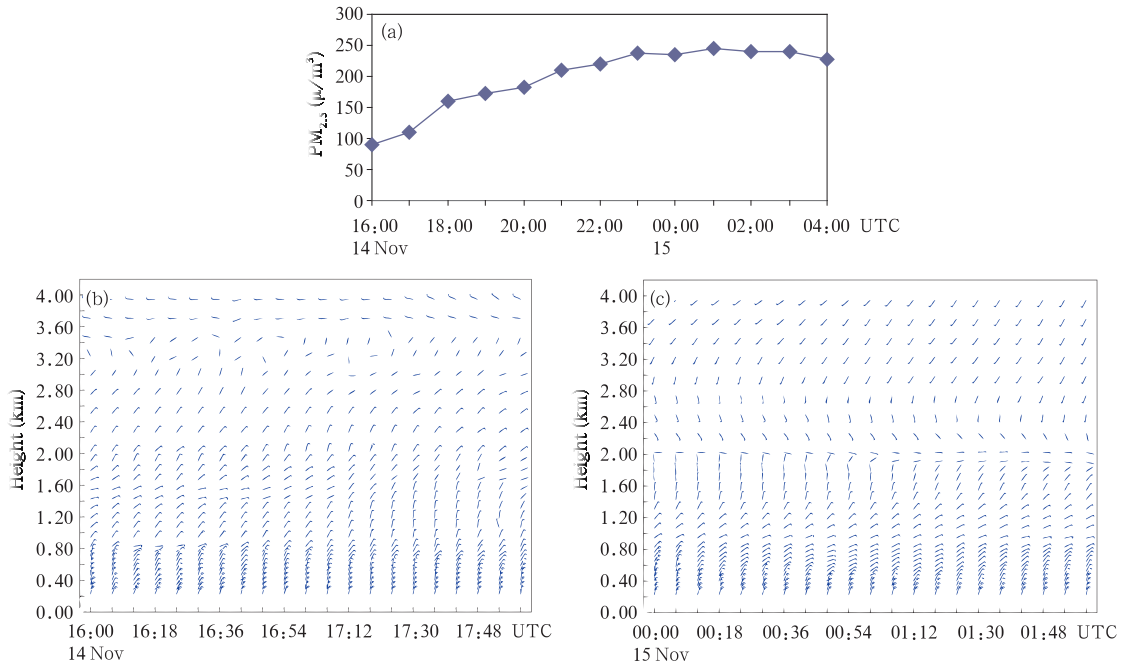 (a)
300
250
200
150
100
50
0
PM2.5 (μ/m³)
16:00 18:00 20:00 22:00 00:00 02:00 04:00 UTC
14 Nov 15
(b)
4.00
3.60
3.20
2.80
2.40
2.00
1.60
1.20
0.80
0.40
0.00
Height (km)
16:00 16:18 16:36 16:54 17:12 17:30 17:48 UTC
14 Nov
(c)
4.00
3.60
3.20
2.80
2.40
2.00
1.60
1.20
0.80
0.40
0.00
Height (km)
00:00 00:18 00:36 00:54 01:12 01:30 01:48 UTC
15 Nov